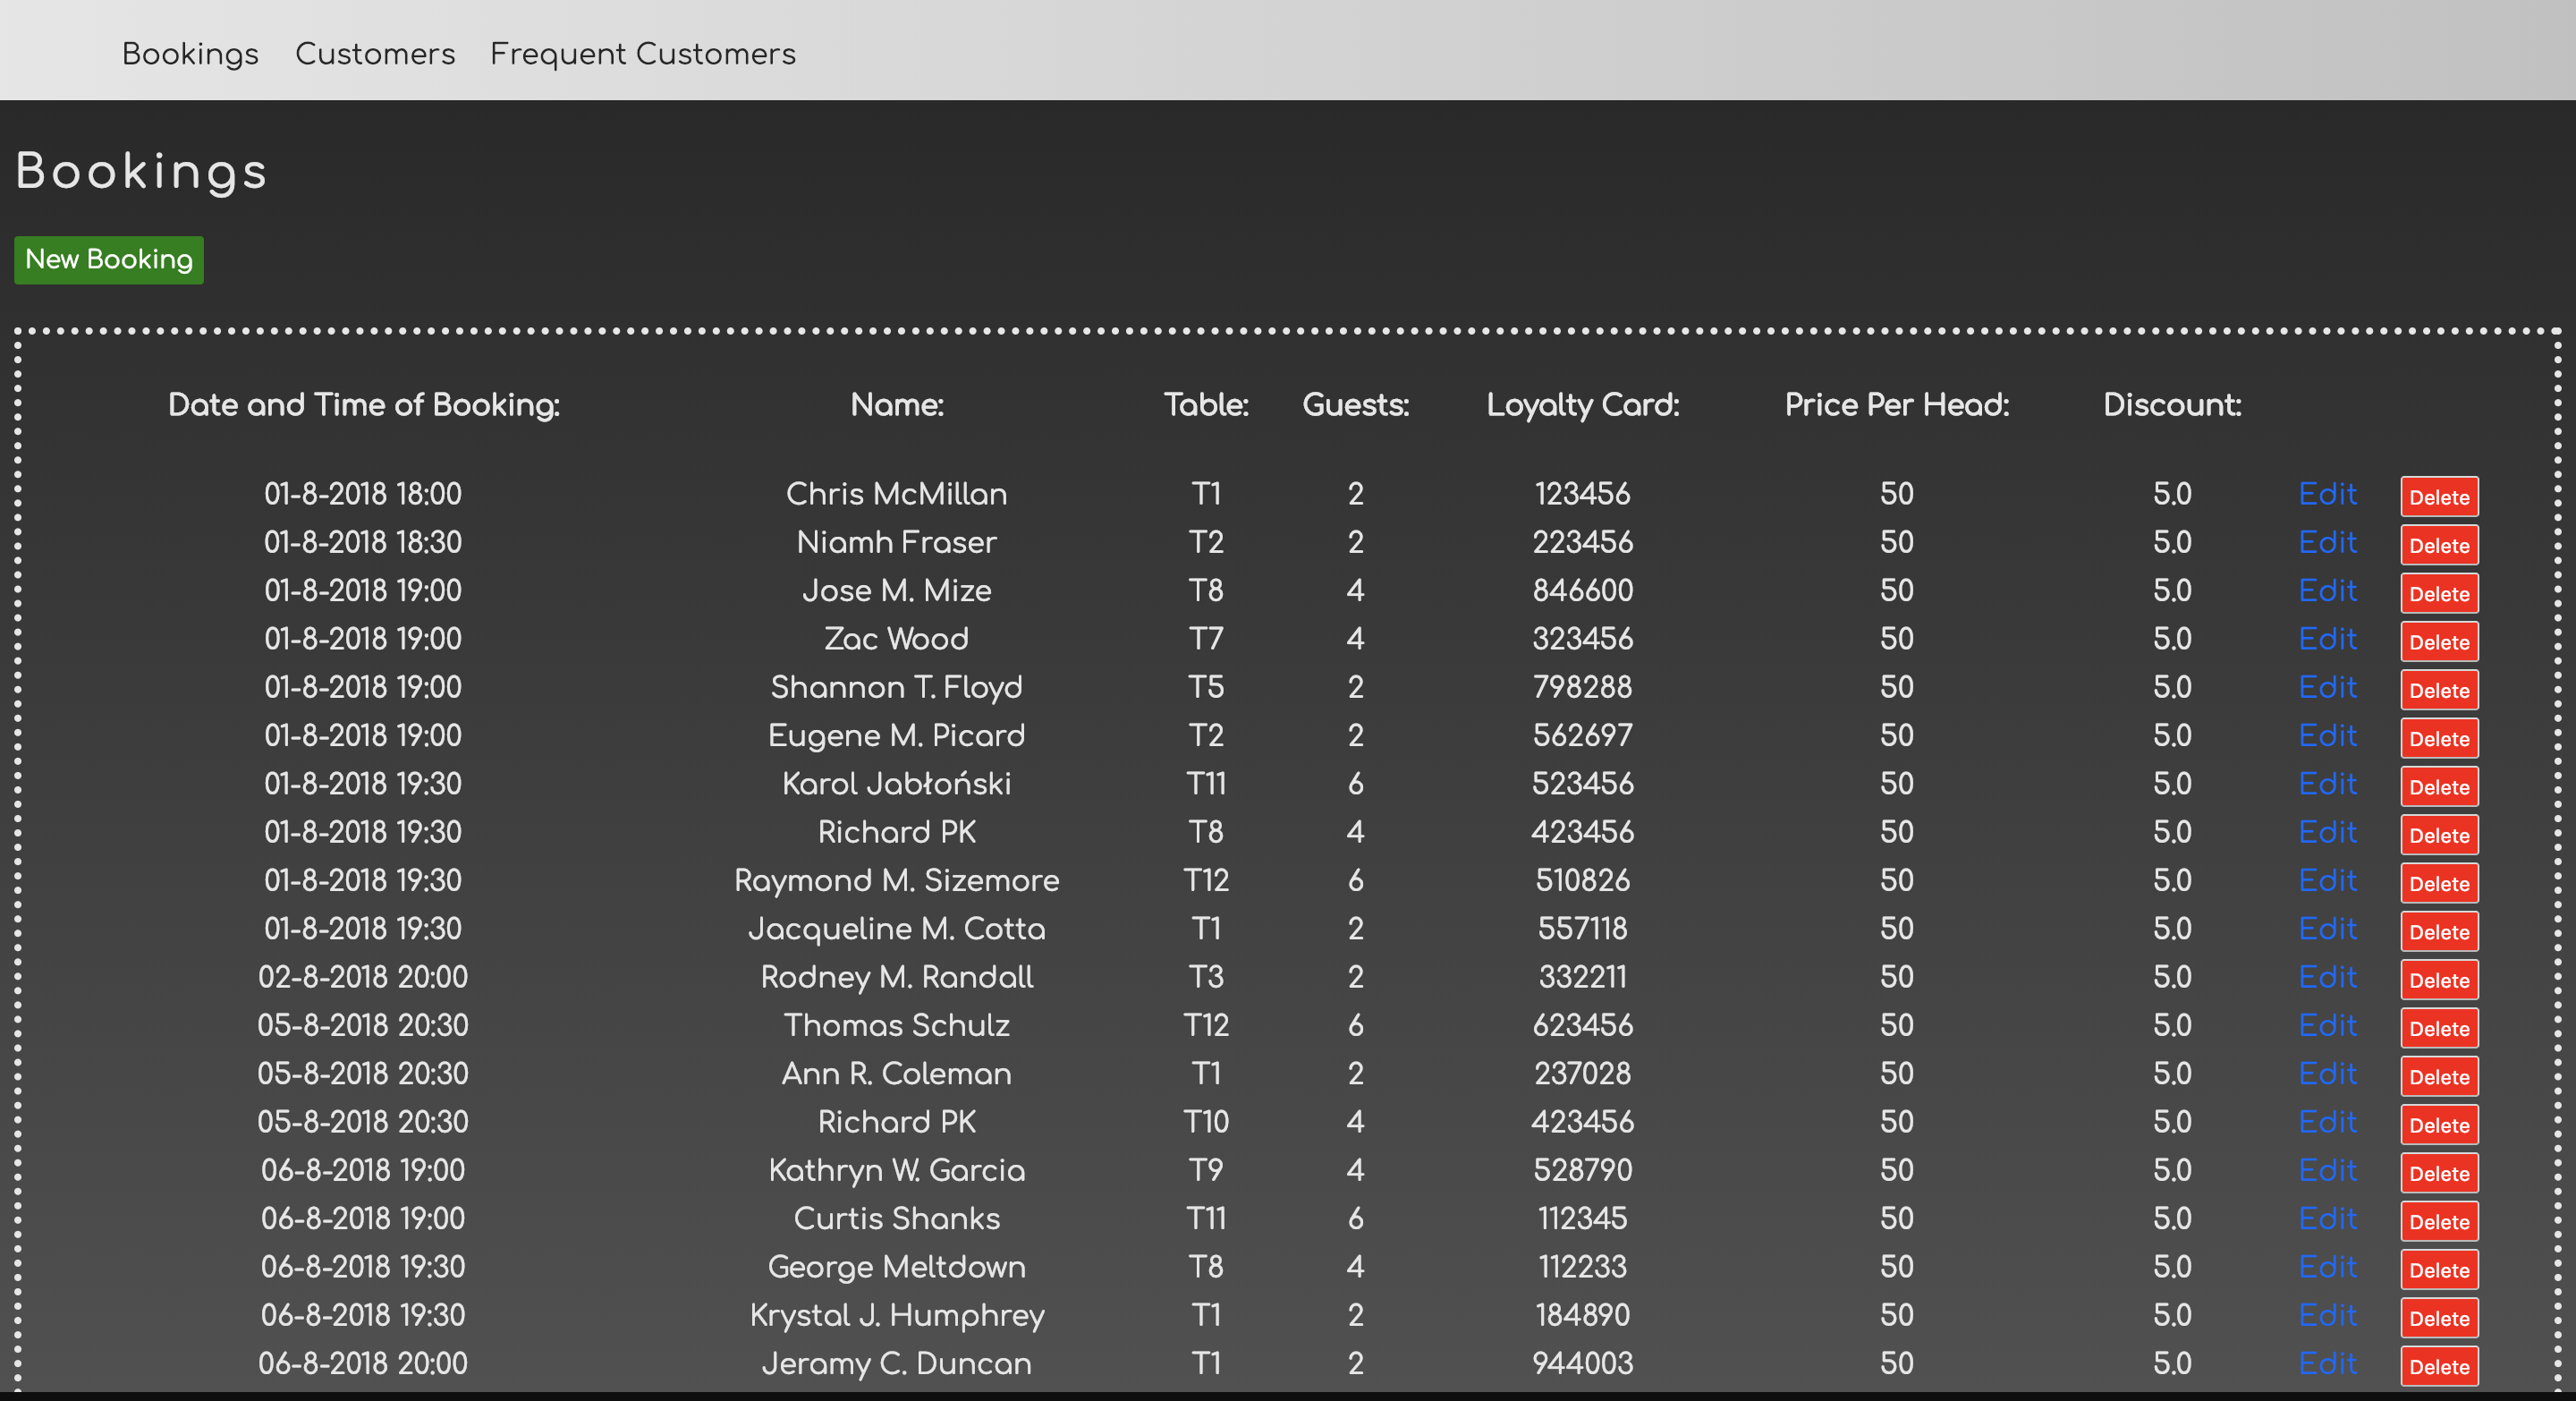 Bookings Customers Frequent Customers
Bookings
New Booking
Date and Time of Booking: Name: Table: Guests: Loyalty Card: Price Per Head: Discount:
01-8-2018 18:00 Chris McMillan T1 2 123456 50 5.0 Edit Delete
01-8-2018 18:30 Niamh Fraser T2 2 223456 50 5.0 Edit Delete
01-8-2018 19:00 Jose M. Mize T8 4 846600 50 5.0 Edit Delete
01-8-2018 19:00 Zac Wood T7 4 323456 50 5.0 Edit Delete
01-8-2018 19:00 Shannon T. Floyd T5 2 798288 50 5.0 Edit Delete
01-8-2018 19:00 Eugene M. Picard T2 2 562697 50 5.0 Edit Delete
01-8-2018 19:30 Karol Jabłoński T11 6 523456 50 5.0 Edit Delete
01-8-2018 19:30 Richard PK T8 4 423456 50 5.0 Edit Delete
01-8-2018 19:30 Raymond M. Sizemore T12 6 510826 50 5.0 Edit Delete
01-8-2018 19:30 Jacqueline M. Cotta T1 2 557118 50 5.0 Edit Delete
02-8-2018 20:00 Rodney M. Randall T3 2 332211 50 5.0 Edit Delete
05-8-2018 20:30 Thomas Schulz T12 6 623456 50 5.0 Edit Delete
05-8-2018 20:30 Ann R. Coleman T1 2 237028 50 5.0 Edit Delete
05-8-2018 20:30 Richard PK T10 4 423456 50 5.0 Edit Delete
06-8-2018 19:00 Kathryn W. Garcia T9 4 528790 50 5.0 Edit Delete
06-8-2018 19:00 Curtis Shanks T11 6 112345 50 5.0 Edit Delete
06-8-2018 19:30 George Meltdown T8 4 112233 50 5.0 Edit Delete
06-8-2018 19:30 Krystal J. Humphrey T1 2 184890 50 5.0 Edit Delete
06-8-2018 20:00 Jeramy C. Duncan T1 2 944003 50 5.0 Edit Delete